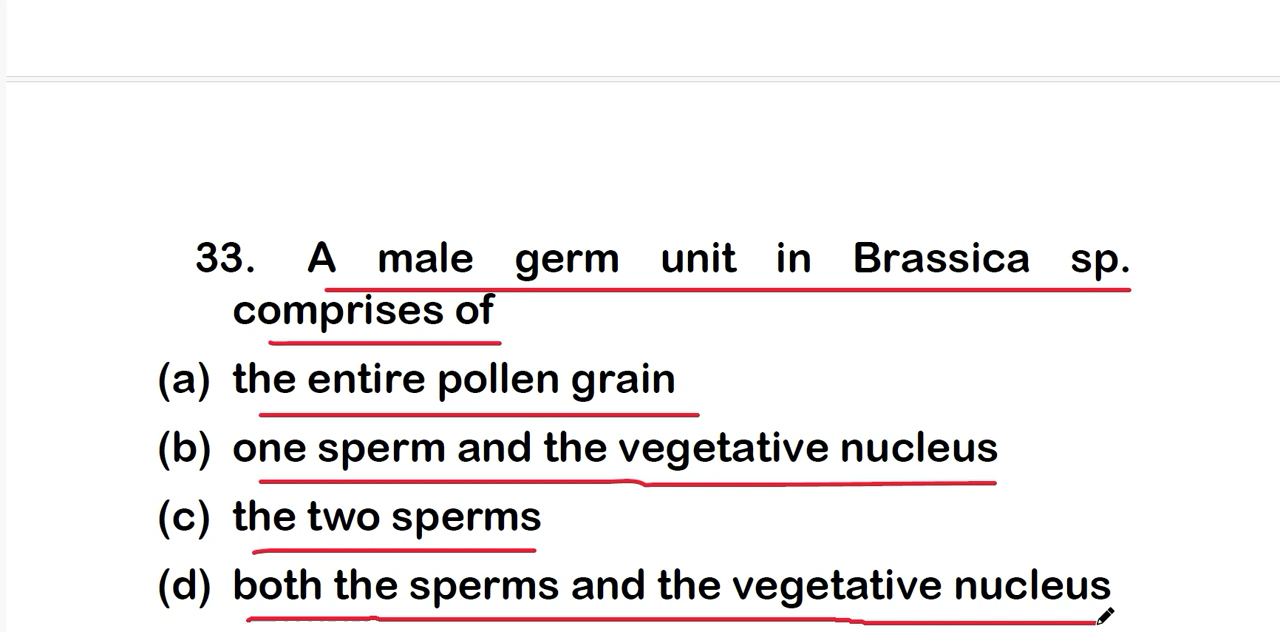 33. A male germ unit in Brassica sp.
comprises of
(a) the entire pollen grain
(b) one sperm and the vegetative nucleus
(c) the two sperms
(d) both the sperms and the vegetative nucleus